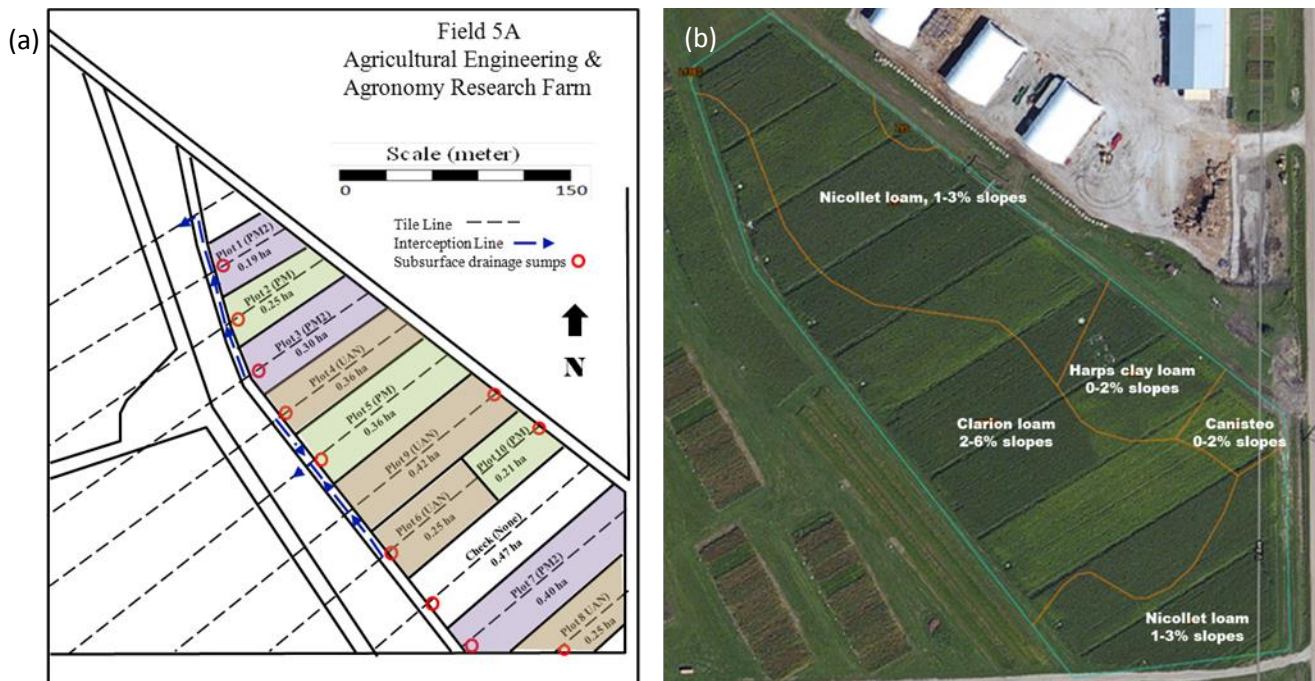 (a)
Field 5A
Agricultural Engineering &
Agronomy Research Farm
Scale (meter)
0 150
Tile Line
Interception Line
Subsurface drainage sumps
N
Plot 1 (PM2)
0.19 ha
Plot 2 (PM)
0.25 ha
Plot 3 (PM2)
0.30 ha
Plot 4 (UAN)
0.36 ha
Plot 5 (PM)
0.36 ha
Plot 9 (UAN)
0.42 ha
Plot 10 (PM)
0.21 ha
Plot 6 (UAN)
0.25 ha
Check (None)
0.47 ha
Plot 7 (PM2)
0.40 ha
Plot 8 UAN)
0.25 ha
(b)
Nicollet loam, 1-3% slopes
Harps clay loam
0-2% slopes
Canisteo
0-2% slopes
Clarion loam
2-6% slopes
Nicollet loam
1-3% slopes